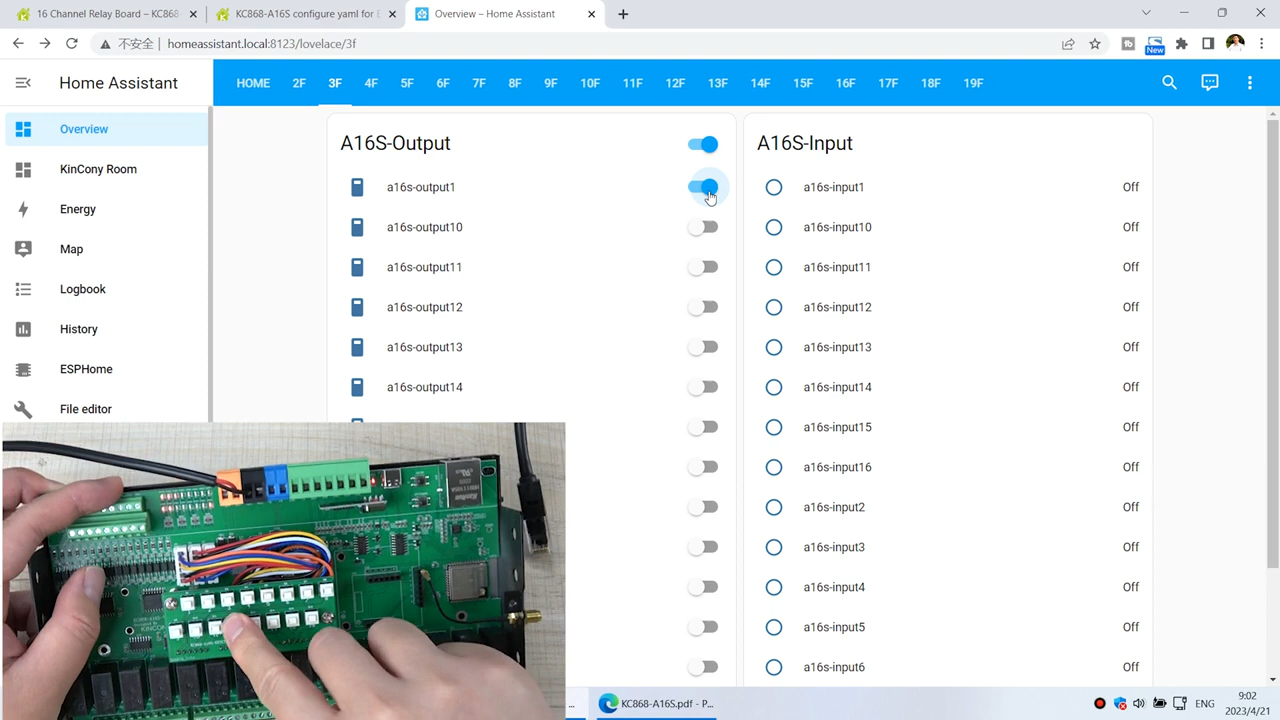 16 Channel Relay Board – KC868
KC868-A16S configure yaml for E
Overview – Home Assistant
不安全
homeassistant.local:8123/lovelace/3f
New
Home Assistant
HOME 2F 3F 4F 5F 6F 7F 8F 9F 10F 11F 12F 13F 14F 15F 16F 17F 18F 19F
Overview
KinCony Room
Energy
Map
Logbook
History
ESPHome
File editor
A16S-Output
a16s-output1
a16s-output10
a16s-output11
a16s-output12
a16s-output13
a16s-output14
A16S-Input
a16s-input1 Off
a16s-input10 Off
a16s-input11 Off
a16s-input12 Off
a16s-input13 Off
a16s-input14 Off
a16s-input15 Off
a16s-input16 Off
a16s-input2 Off
a16s-input3 Off
a16s-input4 Off
a16s-input5 Off
a16s-input6 Off
KC868-A16S.pdf - P...
ENG
9:02
2023/4/21